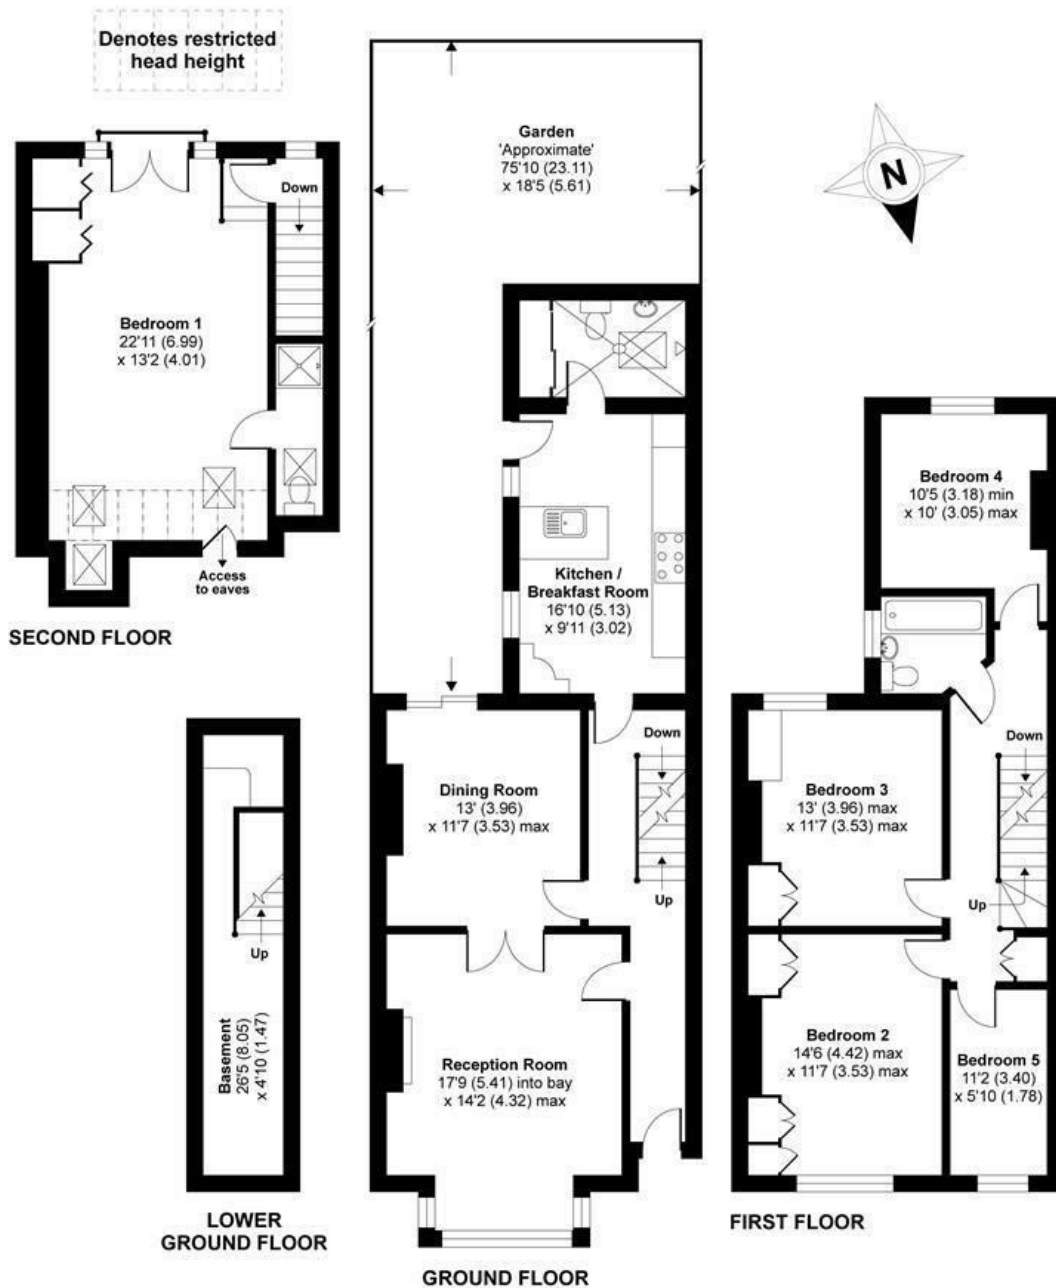 Denotes restricted
head height
Down
Bedroom 1
22'11 (6.99)
x 13'2 (4.01)
Access
to eaves
SECOND FLOOR
Garden
'Approximate'
75'10 (23.11)
x 18'5 (5.61)
N
Kitchen /
Breakfast Room
16'10 (5.13)
x 9'11 (3.02)
Down
Dining Room
13' (3.96)
x 11'7 (3.53) max
Up
Reception Room
17'9 (5.41) into bay
x 14'2 (4.32) max
GROUND FLOOR
Up
Basement
26'5 (8.05)
x 4'10 (1.47)
LOWER
GROUND FLOOR
Bedroom 4
10'5 (3.18) min
x 10' (3.05) max
Down
Bedroom 3
13' (3.96) max
x 11'7 (3.53) max
Up
Bedroom 2
14'6 (4.42) max
x 11'7 (3.53) max
Bedroom 5
11'2 (3.40)
x 5'10 (1.78)
FIRST FLOOR